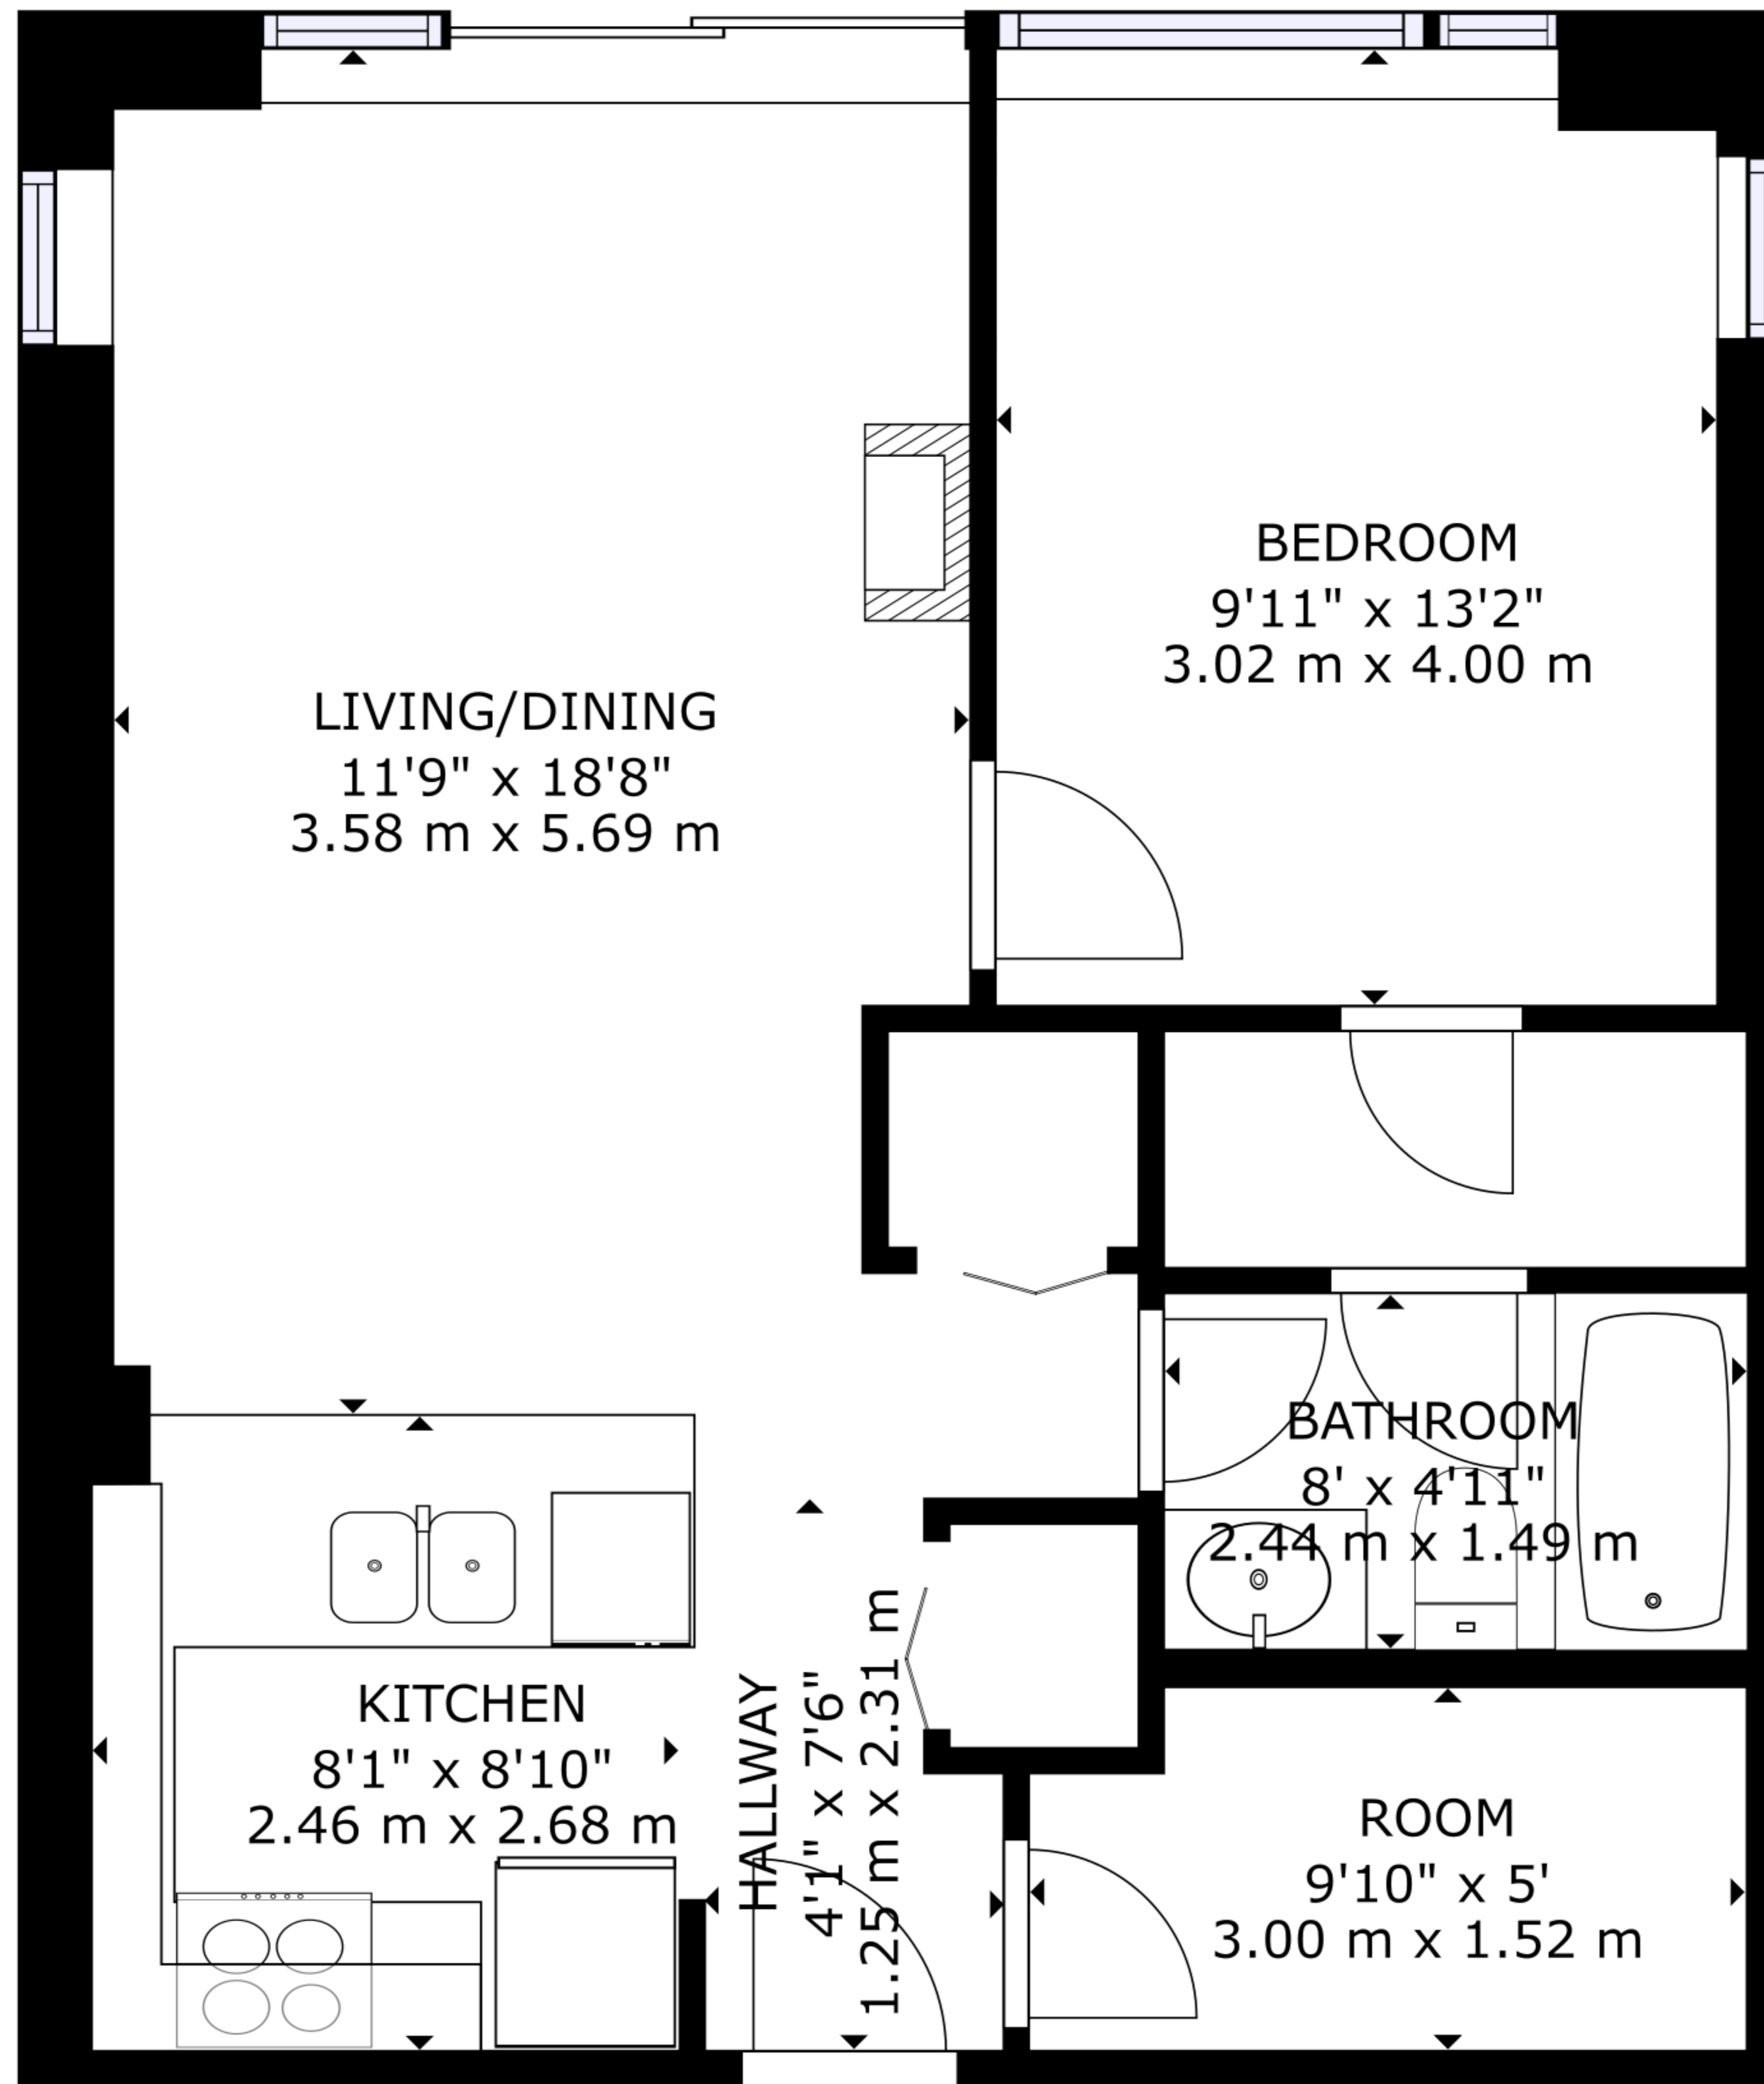 BEDROOM
9'11" x 13'2"
3.02 m x 4.00 m
LIVING/DINING
11'9" x 18'8"
3.58 m x 5.69 m
BATHROOM
8' x 4'11"
2.44 m x 1.49 m
KITCHEN
8'1" x 8'10"
2.46 m x 2.68 m
HALLWAY
4'1" x 7'6"
1.25 m x 2.31 m
ROOM
9'10" x 5'
3.00 m x 1.52 m